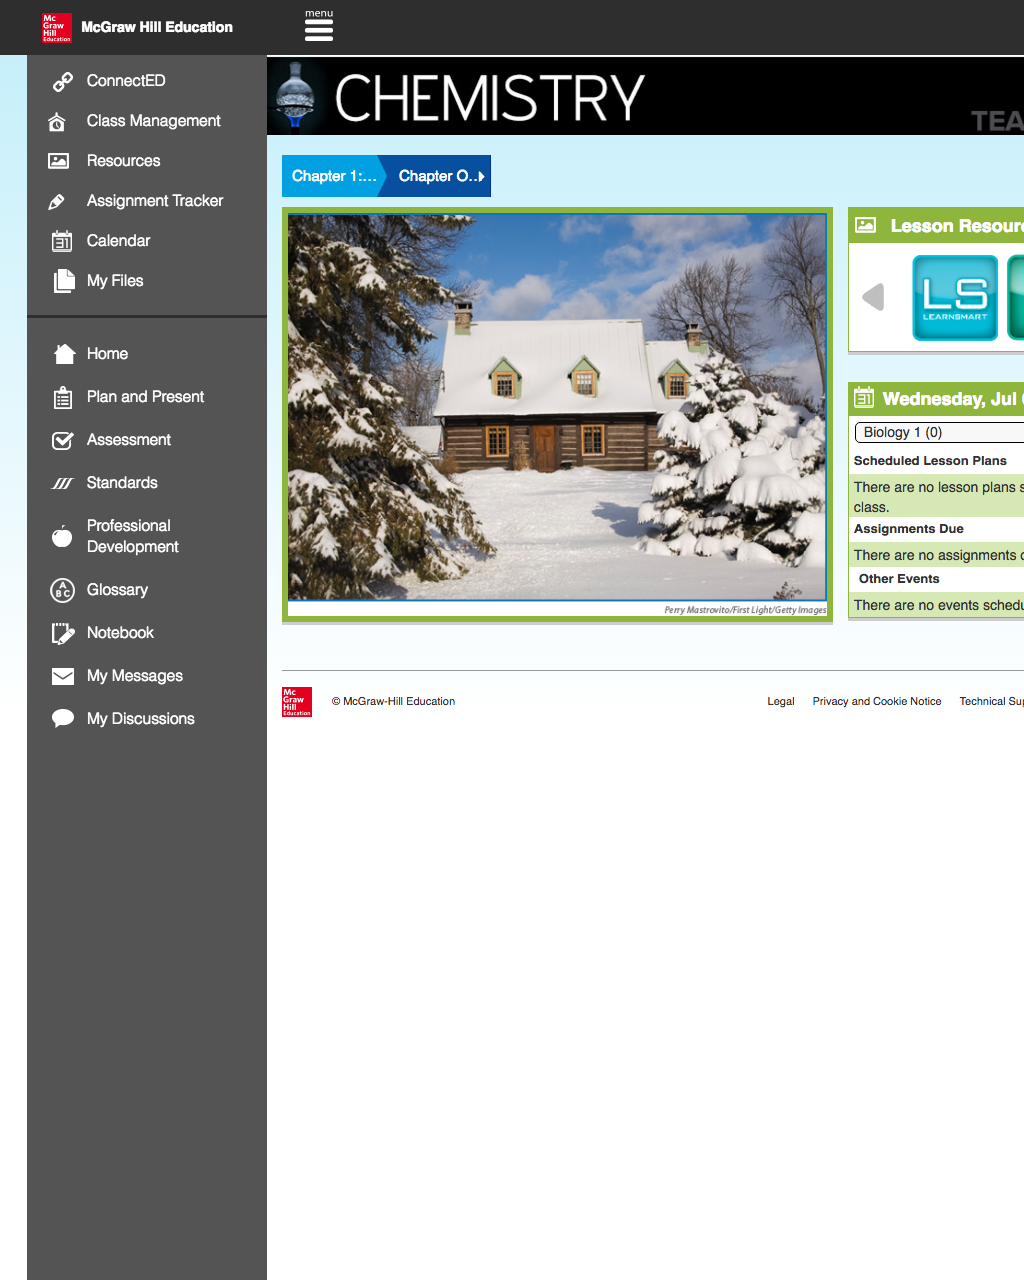 Mc
Graw
Hill
Education
McGraw Hill Education
menu
ConnectED
Class Management
Resources
Assignment Tracker
31
Calendar
My Files
Home
Plan and Present
Assessment
Standards
Professional
Development
A
B C
Glossary
Notebook
My Messages
My Discussions
CHEMISTRY
TEA
Chapter 1:...
Chapter O...
Perry Mastrovito/First Light/Getty Images
Lesson Resour
LS
LEARNSMART
31
Wednesday, Jul
Biology 1 (0)
Scheduled Lesson Plans
There are no lesson plans s
class.
Assignments Due
There are no assignments
Other Events
There are no events schedu
Mc
Graw
Hill
Education
© McGraw-Hill Education
Legal
Privacy and Cookie Notice
Technical Sup